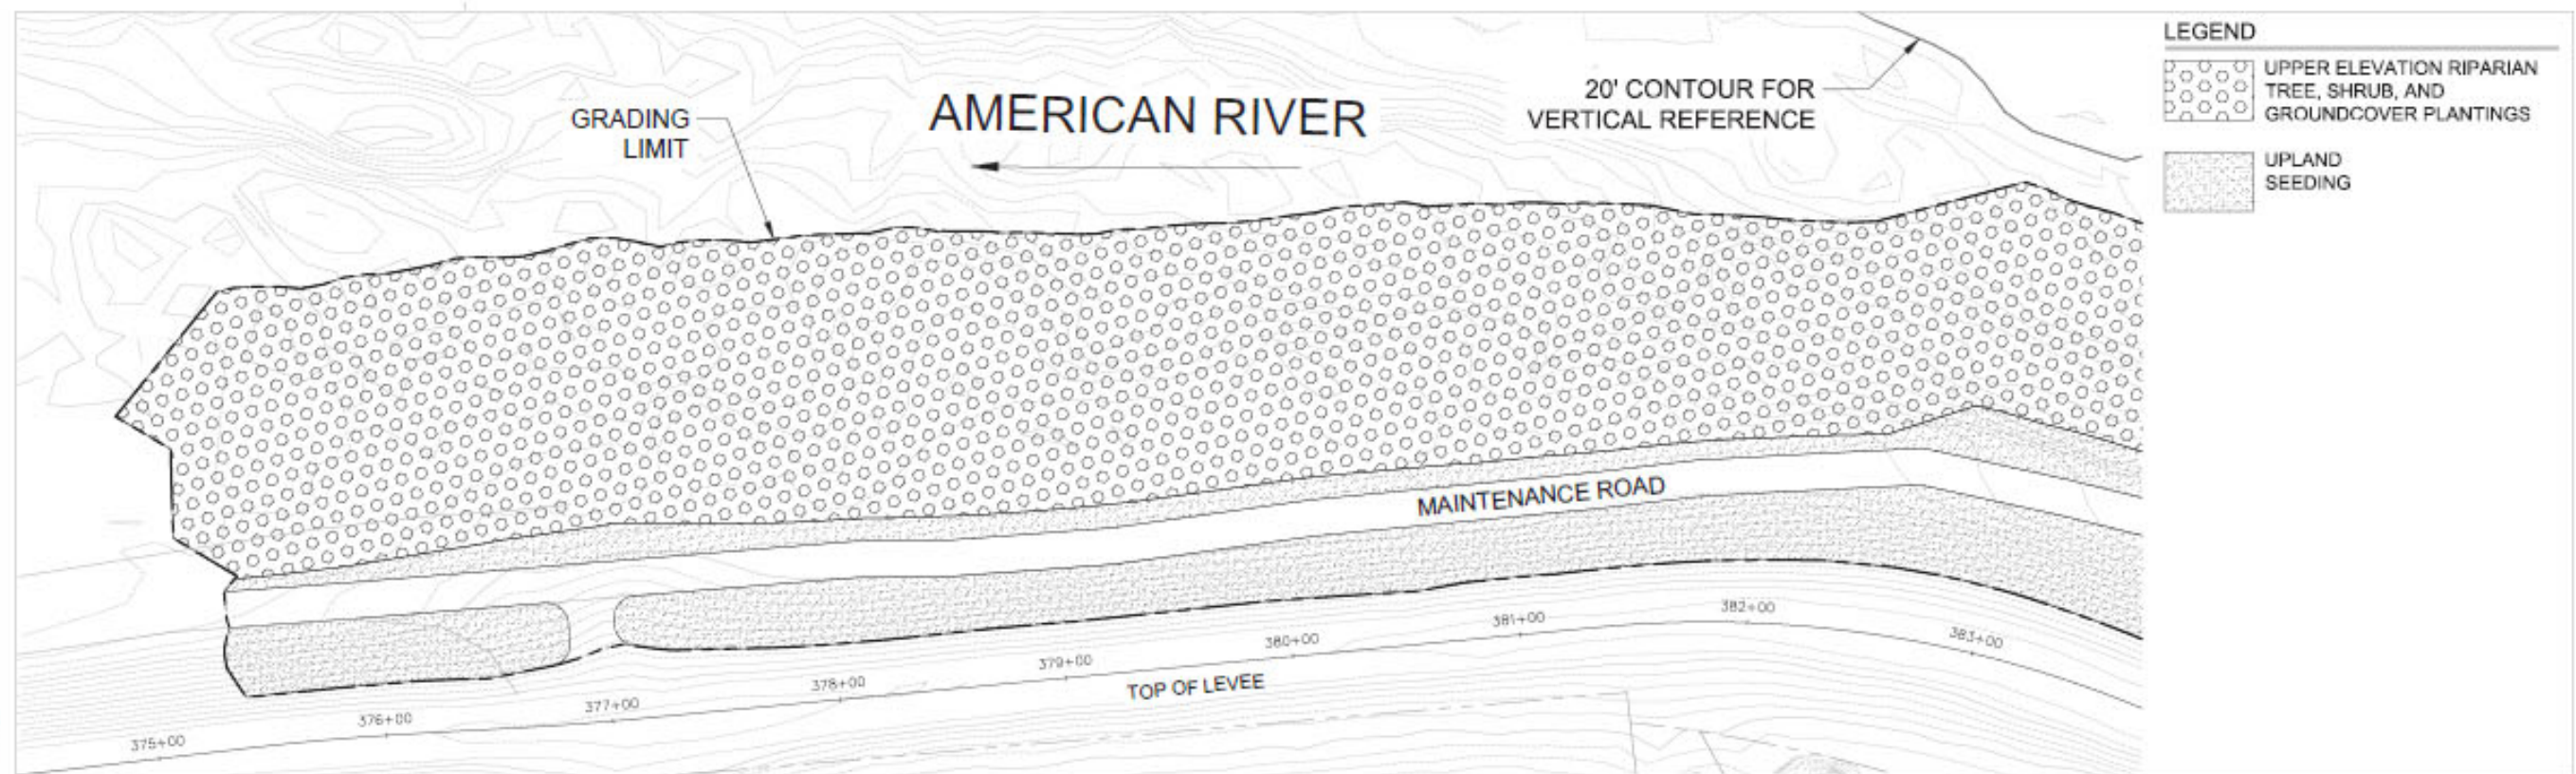 LEGEND
UPPER ELEVATION RIPARIAN
TREE, SHRUB, AND
GROUNDCOVER PLANTINGS
UPLAND
SEEDING
GRADING
LIMIT
AMERICAN RIVER
20' CONTOUR FOR
VERTICAL REFERENCE
MAINTENANCE ROAD
375+00
376+00
377+00
378+00
379+00
380+00
381+00
382+00
383+00
TOP OF LEVEE